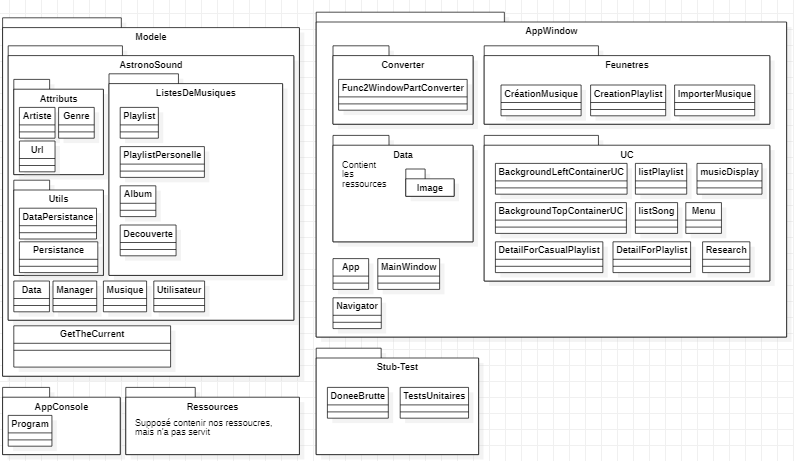 Modele
AstronoSound
Attributs
Artiste
Genre
Url
Utils
DataPersistance
Persistance
ListesDeMusiques
Playlist
PlaylistPersonelle
Album
Decouverte
Data
Manager
Musique
Utilisateur
GetTheCurrent
AppConsole
Program
Ressources
Supposé contenir nos ressoucres,
mais n'a pas servit
AppWindow
Converter
Func2WindowPartConverter
Feunetres
CréationMusique
CreationPlaylist
ImporterMusique
Data
Contient
les
ressources
Image
UC
BackgroundLeftContainerUC
listPlaylist
musicDisplay
BackgroundTopContainerUC
listSong
Menu
DetailForCasualPlaylist
DetailForPlaylist
Research
App
MainWindow
Navigator
Stub-Test
DoneeBrutte
TestsUnitaires